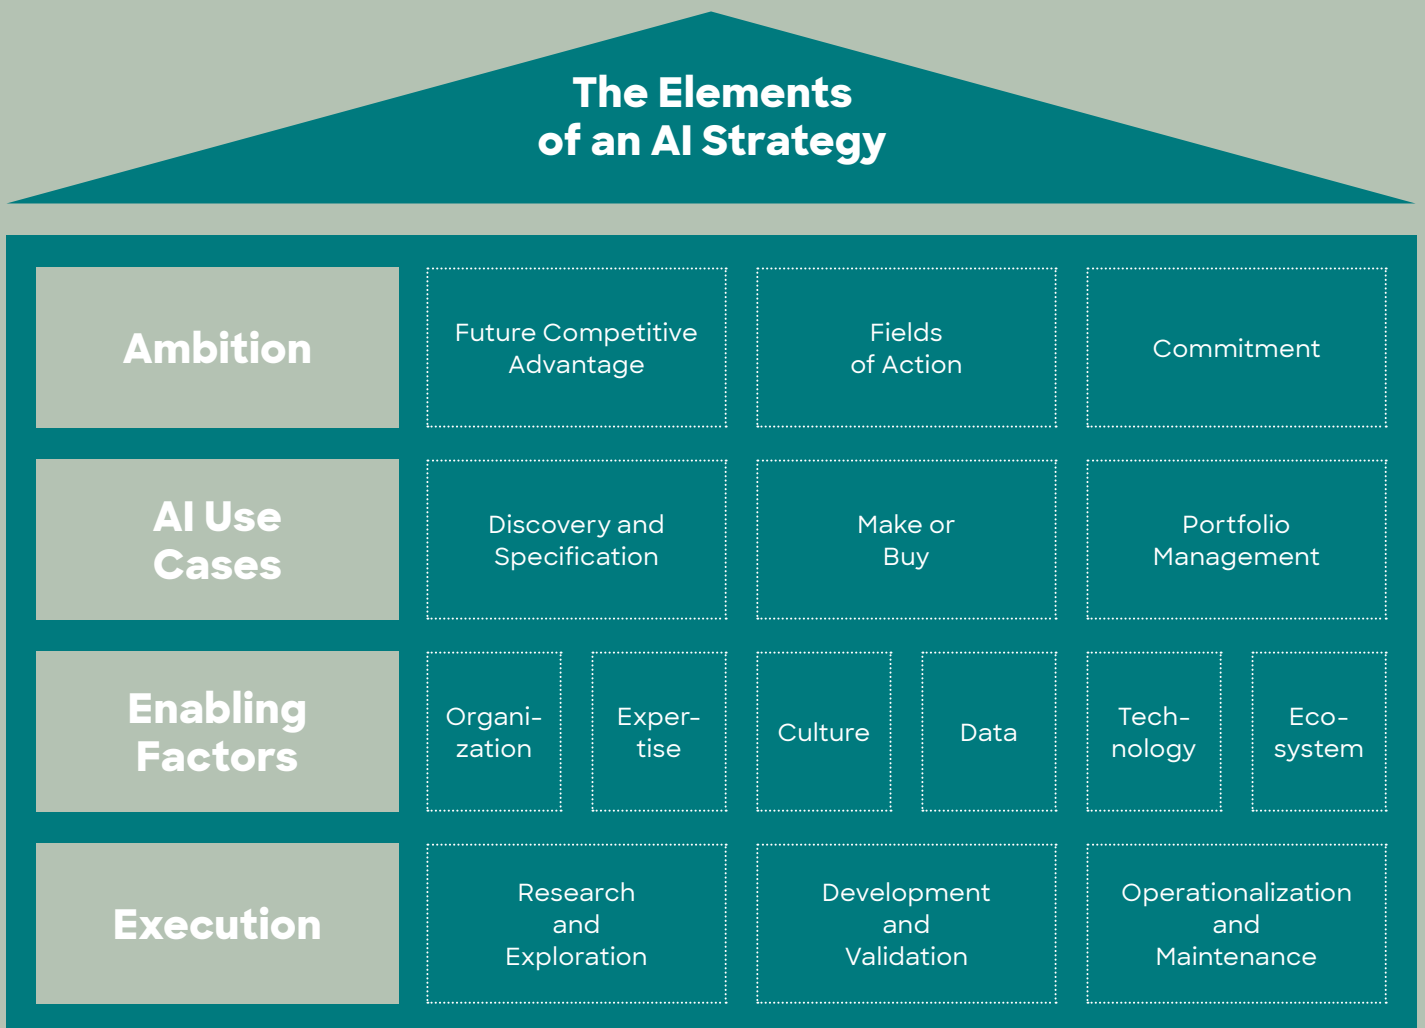 The Elements
of an AI Strategy
Ambition
Future Competitive
Advantage
Fields
of Action
Commitment
AI Use
Cases
Discovery and
Specification
Make or
Buy
Portfolio
Management
Enabling
Factors
Organi-
zation
Exper-
tise
Culture
Data
Tech-
nology
Eco-
system
Execution
Research
and
Exploration
Development
and
Validation
Operationalization
and
Maintenance